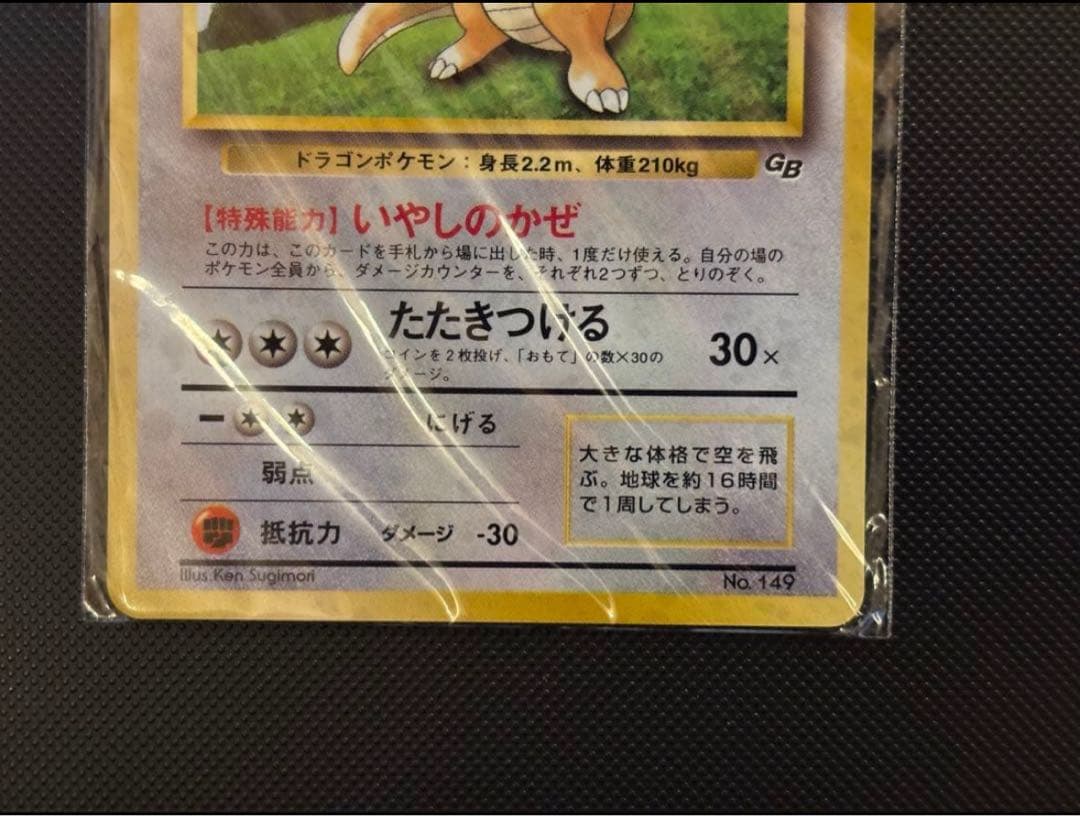 ドラゴンポケモン：身長2.2m、体重210kg
GB
【特殊能力】いやしのかぜ
この力は、このカードを手札から場に出した時、1度だけ使える。自分の場の
ポケモン全員から、ダメージカウンターを、それぞれ2つずつ、とりのぞく。
たたきつける
30×
コインを2枚投げ、「おもて」の数×30の
ダメージ。
にげる
弱点
抵抗力 ダメージ -30
大きな体格で空を飛
ぶ。地球を約16時間
で1周してしまう。
Illus.Ken Sugimori
No. 149